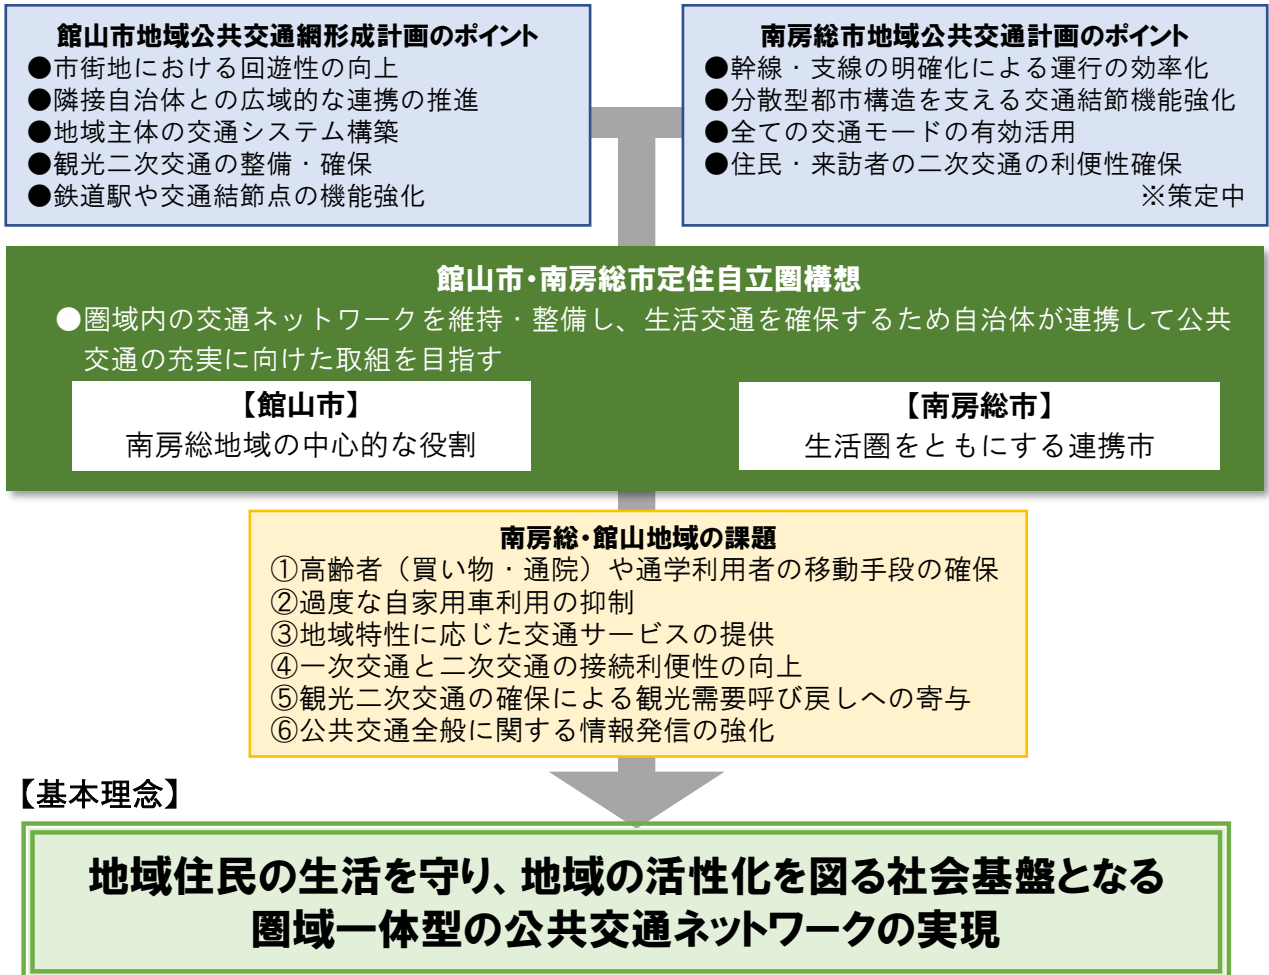 館山市地域公共交通網形成計画のポイント
●市街地における回遊性の向上
●隣接自治体との広域的な連携の推進
●地域主体の交通システム構築
●観光二次交通の整備・確保
●鉄道駅や交通結節点の機能強化
南房総市地域公共交通計画のポイント
●幹線・支線の明確化による運行の効率化
●分散型都市構造を支える交通結節機能強化
●全ての交通モードの有効活用
●住民・来訪者の二次交通の利便性確保
※策定中
館山市・南房総市定住自立圏構想
●圏域内の交通ネットワークを維持・整備し、生活交通を確保するため自治体が連携して公共
交通の充実に向けた取組を目指す
【館山市】
南房総地域の中心的な役割
【南房総市】
生活圏をともにする連携市
南房総・館山地域の課題
①高齢者（買い物・通院）や通学利用者の移動手段の確保
②過度な自家用車利用の抑制
③地域特性に応じた交通サービスの提供
④一次交通と二次交通の接続利便性の向上
⑤観光二次交通の確保による観光需要呼び戻しへの寄与
⑥公共交通全般に関する情報発信の強化
【基本理念】
地域住民の生活を守り、地域の活性化を図る社会基盤となる
圏域一体型の公共交通ネットワークの実現